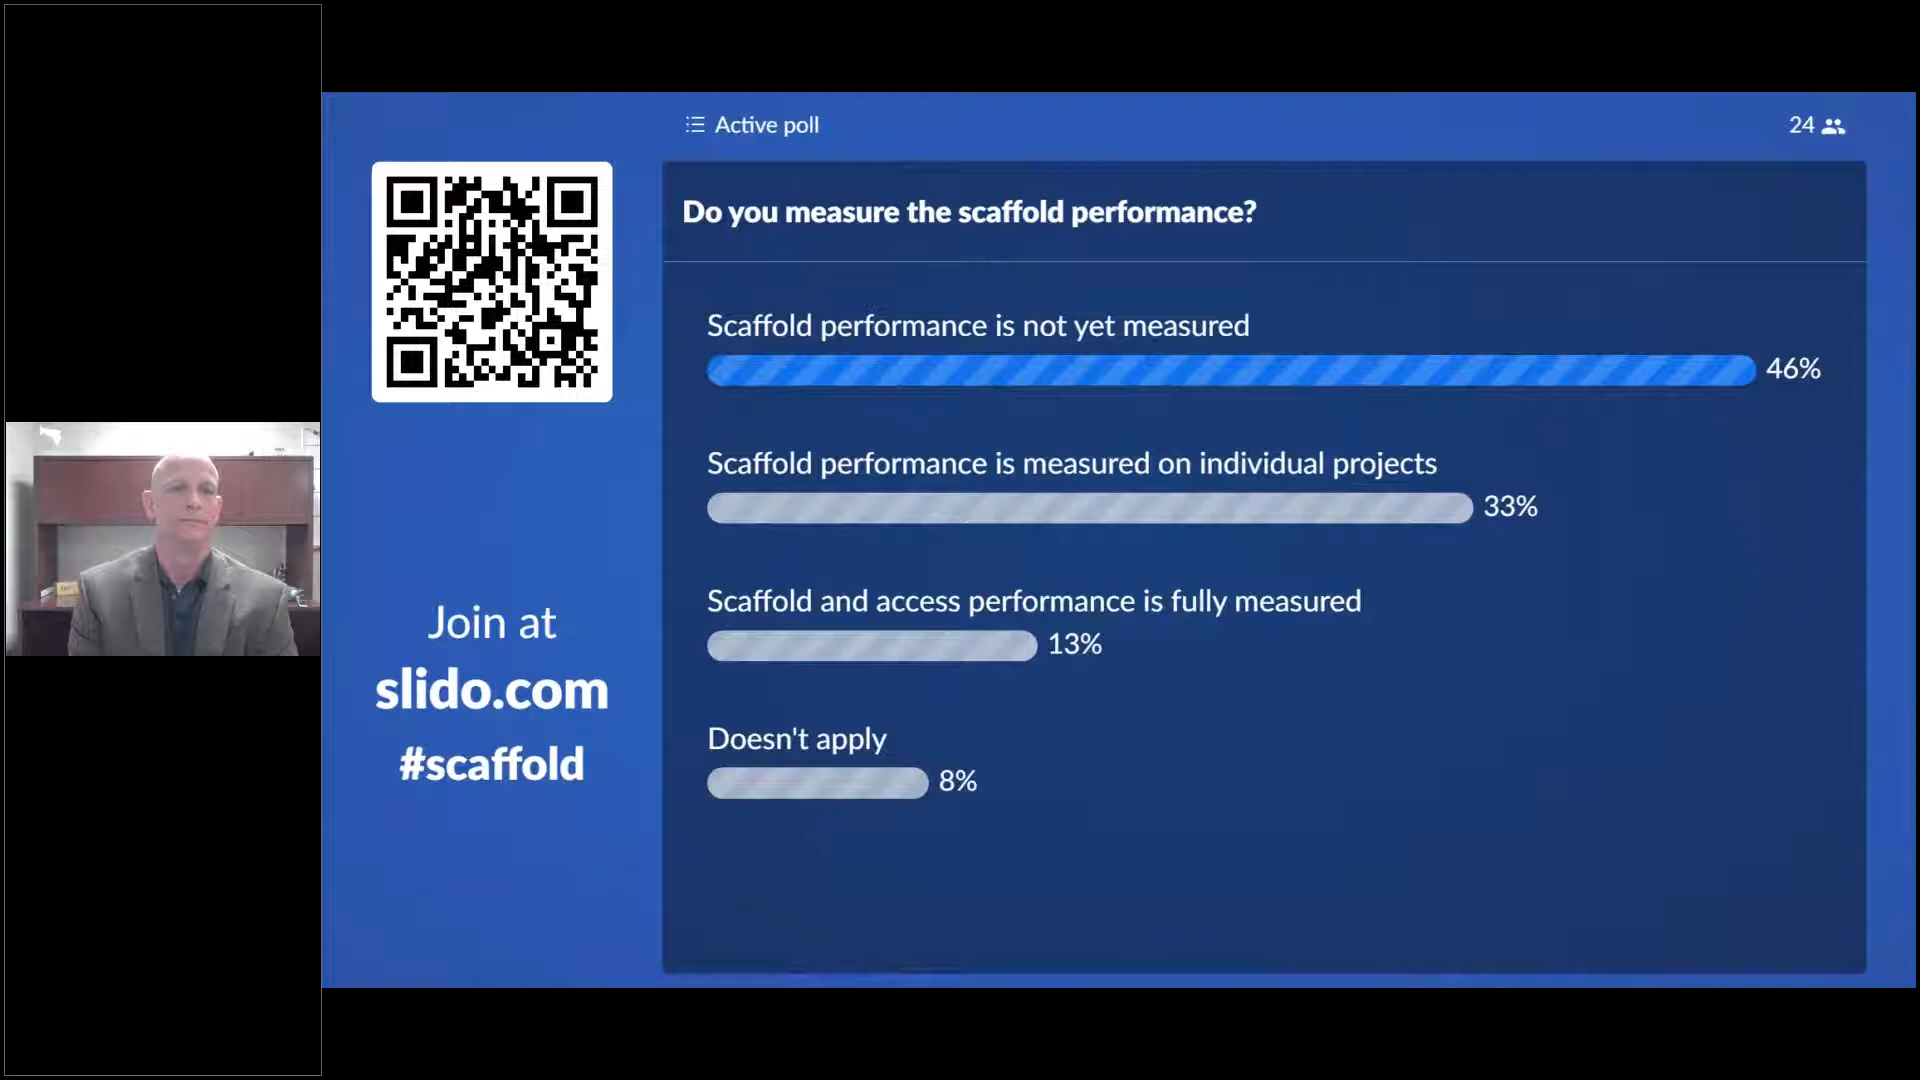 Active poll
24
Do you measure the scaffold performance?
Scaffold performance is not yet measured
46%
Scaffold performance is measured on individual projects
33%
Scaffold and access performance is fully measured
13%
Doesn't apply
8%
Join at
slido.com
#scaffold